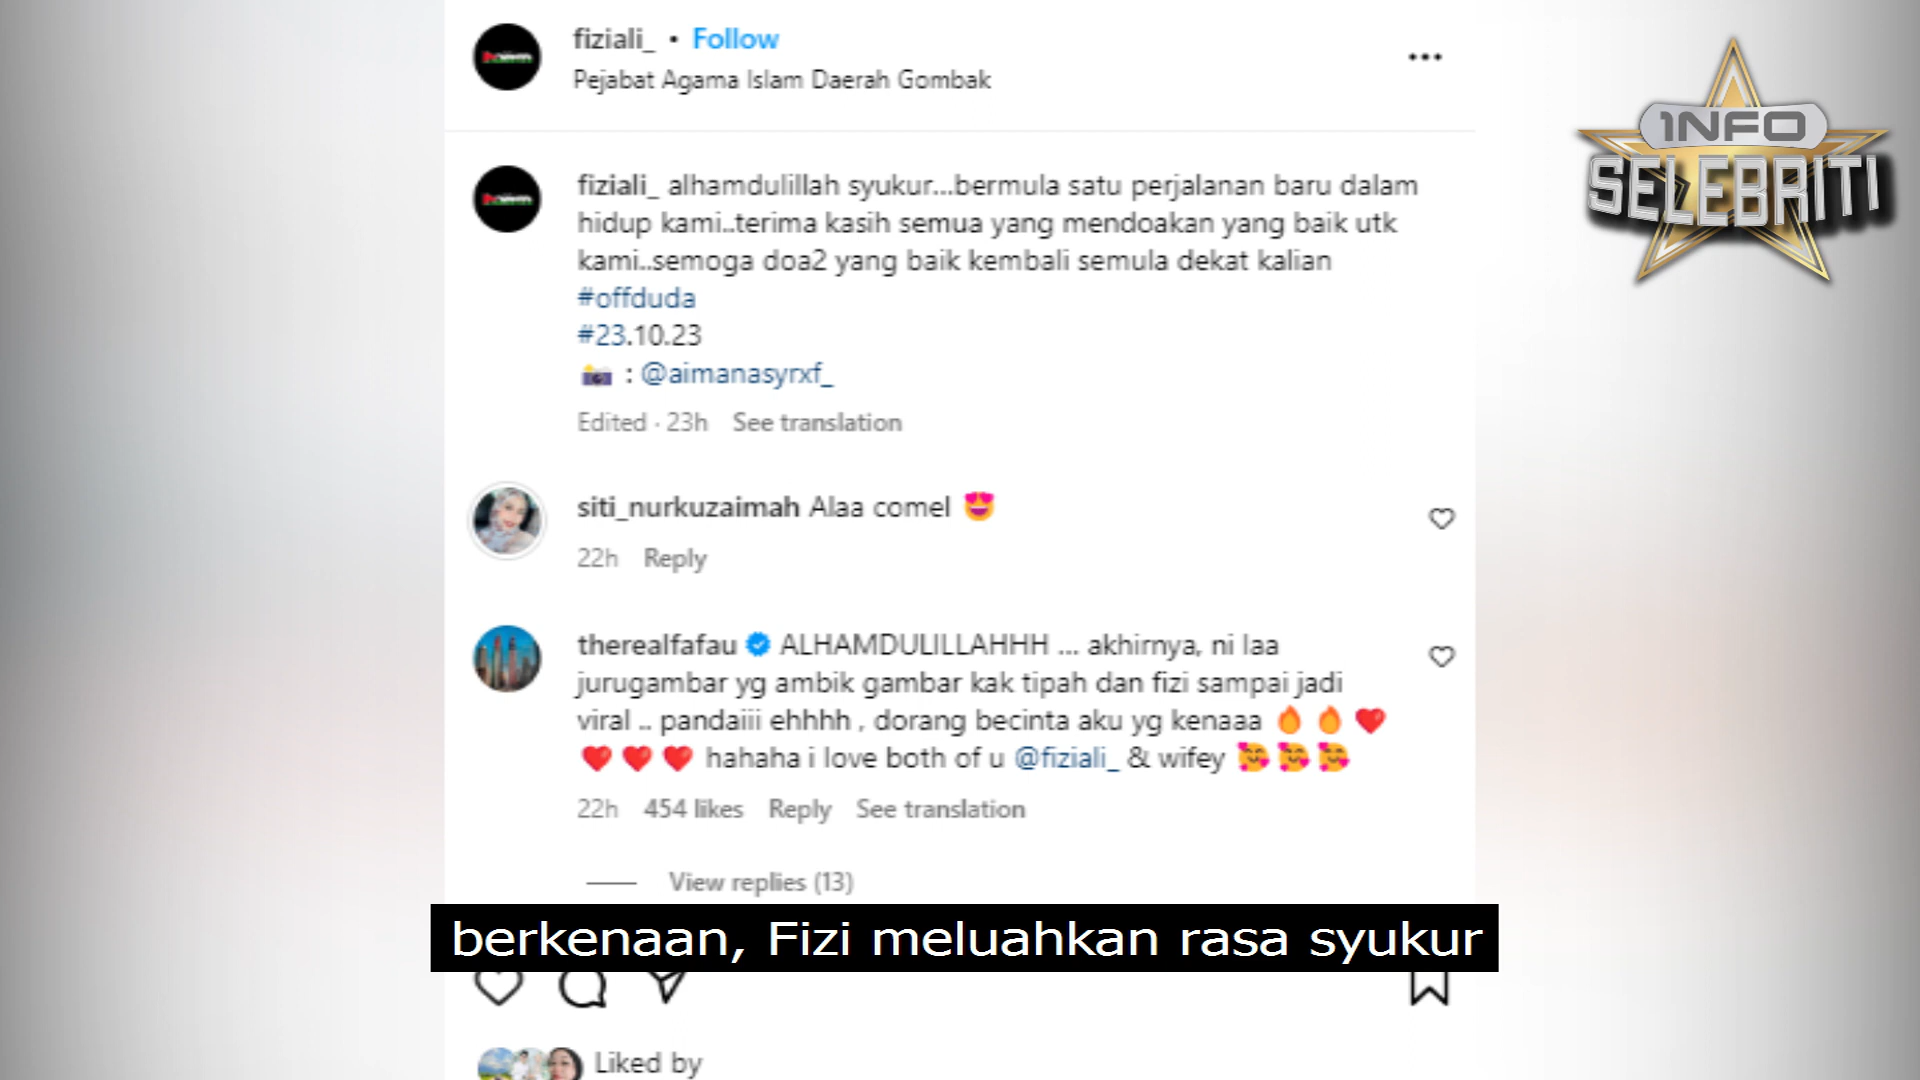 fiziali_ • Follow
Pejabat Agama Islam Daerah Gombak
1NFO
SELEBRITI
fiziali_ alhamdulillah syukur...bermula satu perjalanan baru dalam
hidup kami..terima kasih semua yang mendoakan yang baik utk
kami..semoga doa2 yang baik kembali semula dekat kalian
#offduda
#23.10.23
📸 : @aimanasyrxf_
Edited · 23h See translation
siti_nurkuzaimah Alaa comel 😍
22h Reply
therealfafau ALHAMDULILLAHHH ... akhirnya, ni laa
jurugambar yg ambik gambar kak tipah dan fizi sampai jadi
viral .. pandaiii ehhhh , dorang becinta aku yg kenaaa 🔥🔥❤️
❤️❤️❤️ hahaha i love both of u @fiziali_ & wifey 🥰🥰🥰
22h 454 likes Reply See translation
View replies (13)
berkenaan, Fizi meluahkan rasa syukur
Liked by